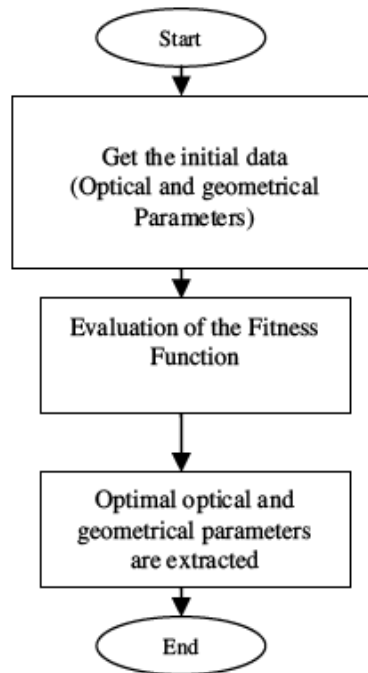 Start
Get the initial data
(Optical and geometrical
Parameters)
Evaluation of the Fitness
Function
Optimal optical and
geometrical parameters
are extracted
End